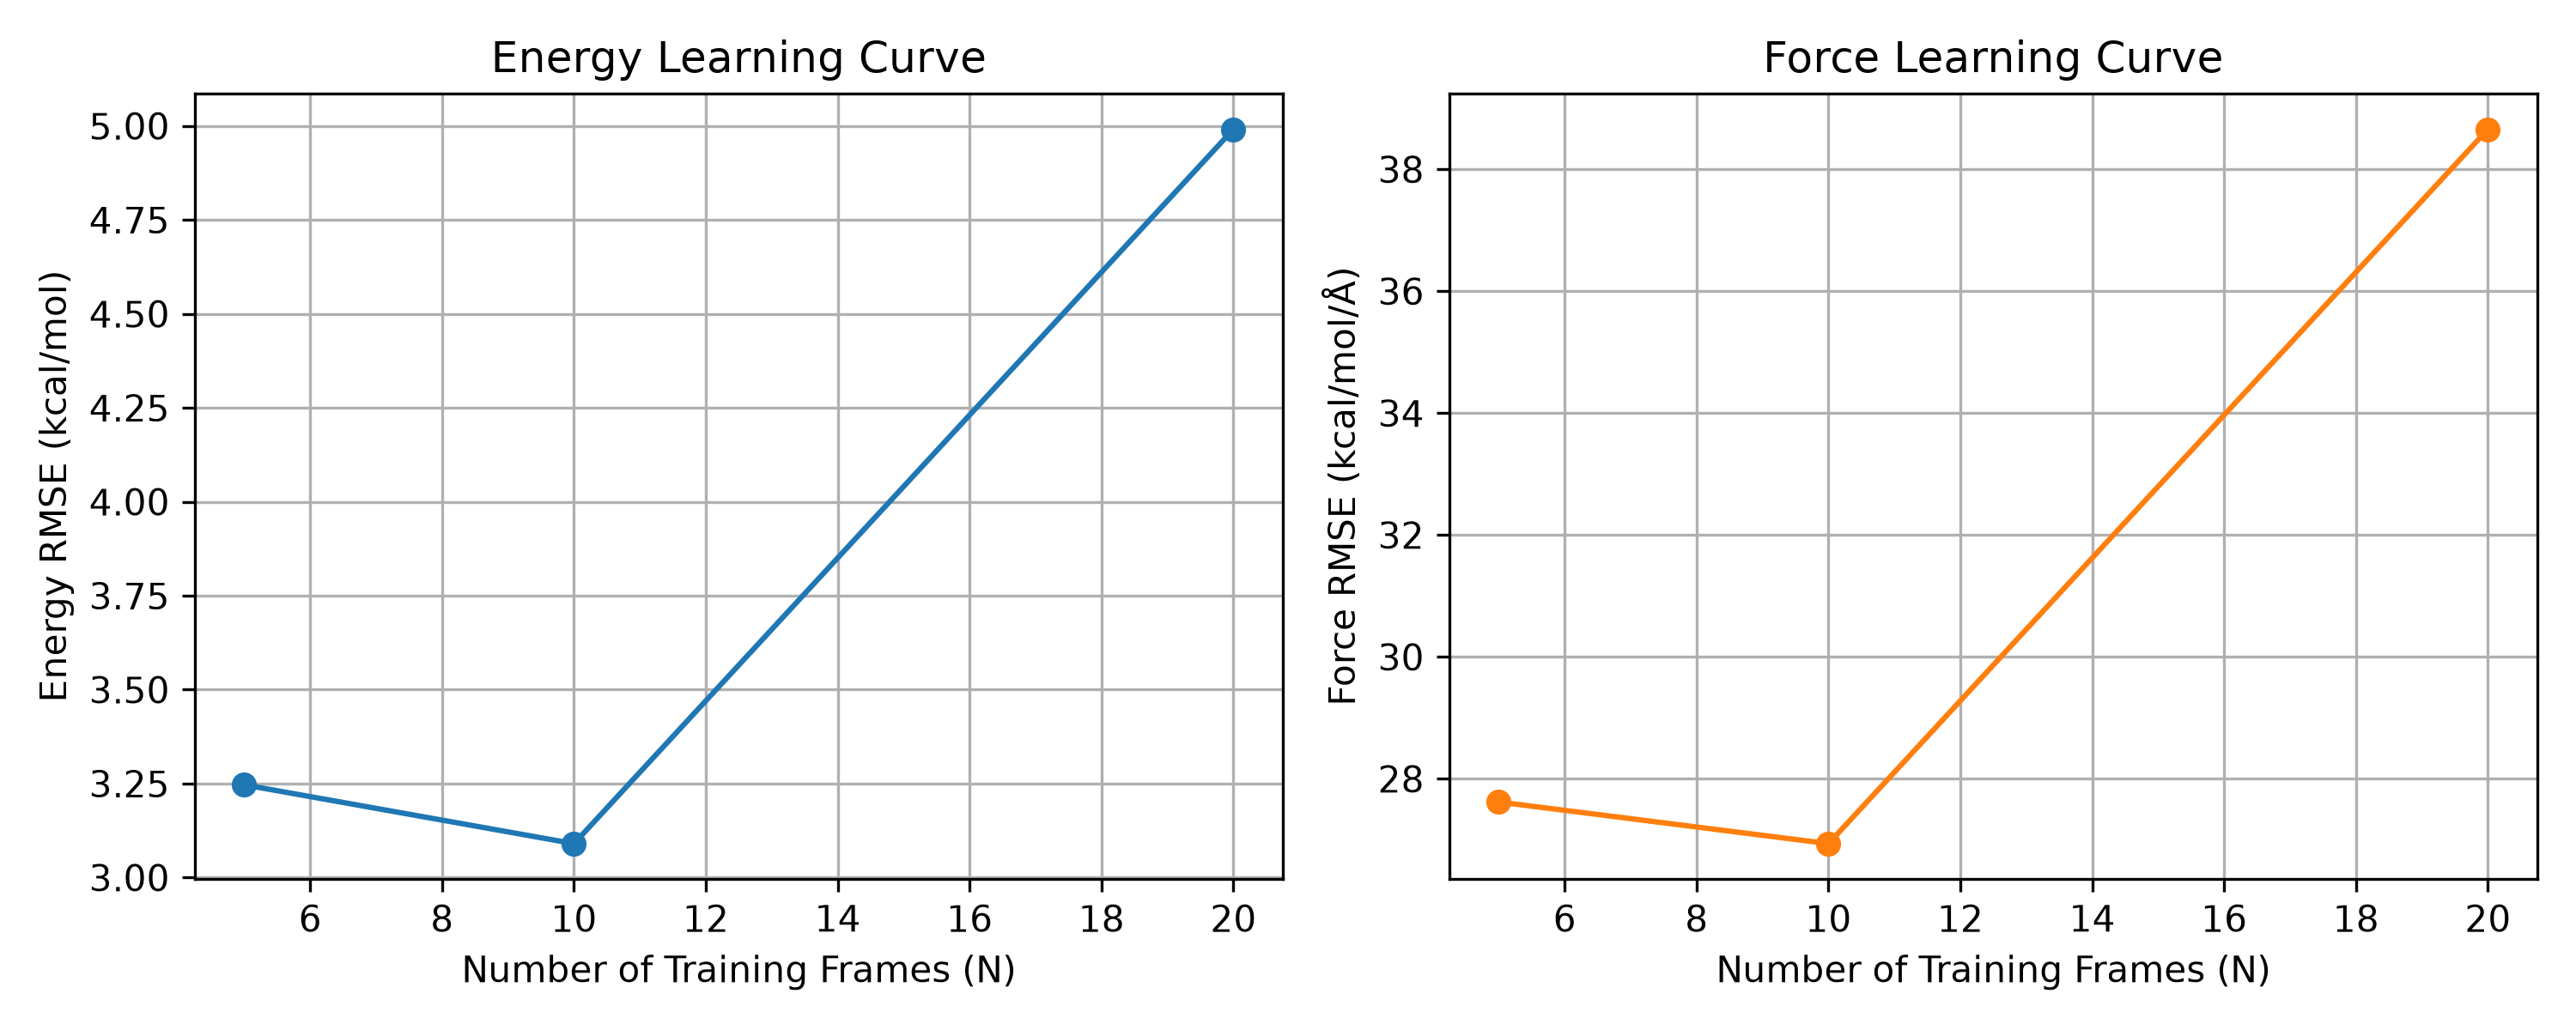 Energy Learning Curve
5.00
4.75
4.50
4.25
4.00
3.75
3.50
3.25
3.00
Energy RMSE (kcal/mol)
6 8 10 12 14 16 18 20
Number of Training Frames (N)
Force Learning Curve
38
36
34
32
30
28
Force RMSE (kcal/mol/Å)
6 8 10 12 14 16 18 20
Number of Training Frames (N)